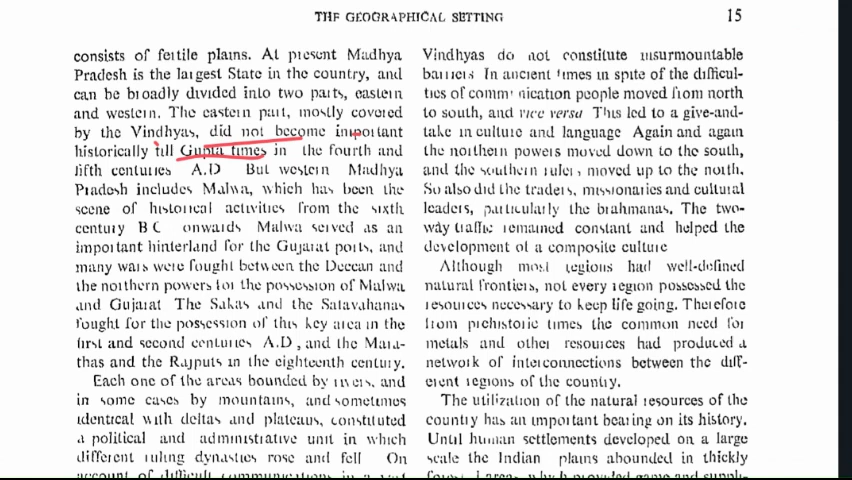 THE GEOGRAPHICAL SETTING
15
consists of fertile plains. At present Madhya
Pradesh is the largest State in the country, and
can be broadly divided into two parts, eastern
and western. The eastern part, mostly covered
by the Vindhyas, did not become important
historically till Gupta times in the fourth and
fifth centuries A.D But western Madhya
Pradesh includes Malwa, which has been the
scene of historical activities from the sixth
century B C onwards Malwa served as an
important hinterland for the Gujarat ports, and
many wars were fought between the Deccan and
the northern powers for the possession of Malwa
and Gujarat The Sakas and the Satavahanas
fought for the possession of this key area in the
first and second centuries A.D, and the Mara-
thas and the Rajputs in the eighteenth century.
Each one of the areas bounded by rivers, and
in some cases by mountains, and sometimes
identical with deltas and plateaus, constituted
a political and administrative unit in which
different ruling dynasties rose and fell On
account of difficult communications in a vast
Vindhyas do not constitute insurmountable
barriers In ancient times in spite of the difficul-
ties of communication people moved from north
to south, and vice versa This led to a give-and-
take in culture and language Again and again
the northern powers moved down to the south,
and the southern rulers moved up to the north.
So also did the traders, missionaries and cultural
leaders, particularly the brahmanas. The two-
way traffic remained constant and helped the
development of a composite culture
Although most regions had well-defined
natural frontiers, not every region possessed the
resources necessary to keep life going. Therefore
from prehistoric times the common need for
metals and other resources had produced a
network of interconnections between the diff-
erent regions of the country.
The utilization of the natural resources of the
country has an important bearing on its history.
Until human settlements developed on a large
scale the Indian plains abounded in thickly
forest areas which provided game and suppli-